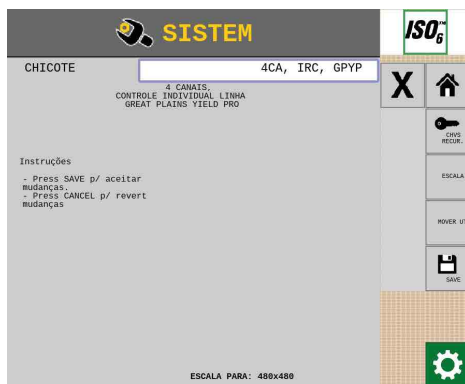 SISTEM
ISO6™
CHICOTE
4CA, IRC, GPYP
4 CANAIS,
CONTROLE INDIVIDUAL LINHA
GREAT PLAINS YIELD PRO
X
CHVS
RECUR.
Instruções
- Press SAVE p/ aceitar
mudanças.
- Press CANCEL p/ revert
mudanças
ESCALA
MOVER UT
SAVE
ESCALA PARA: 480x480